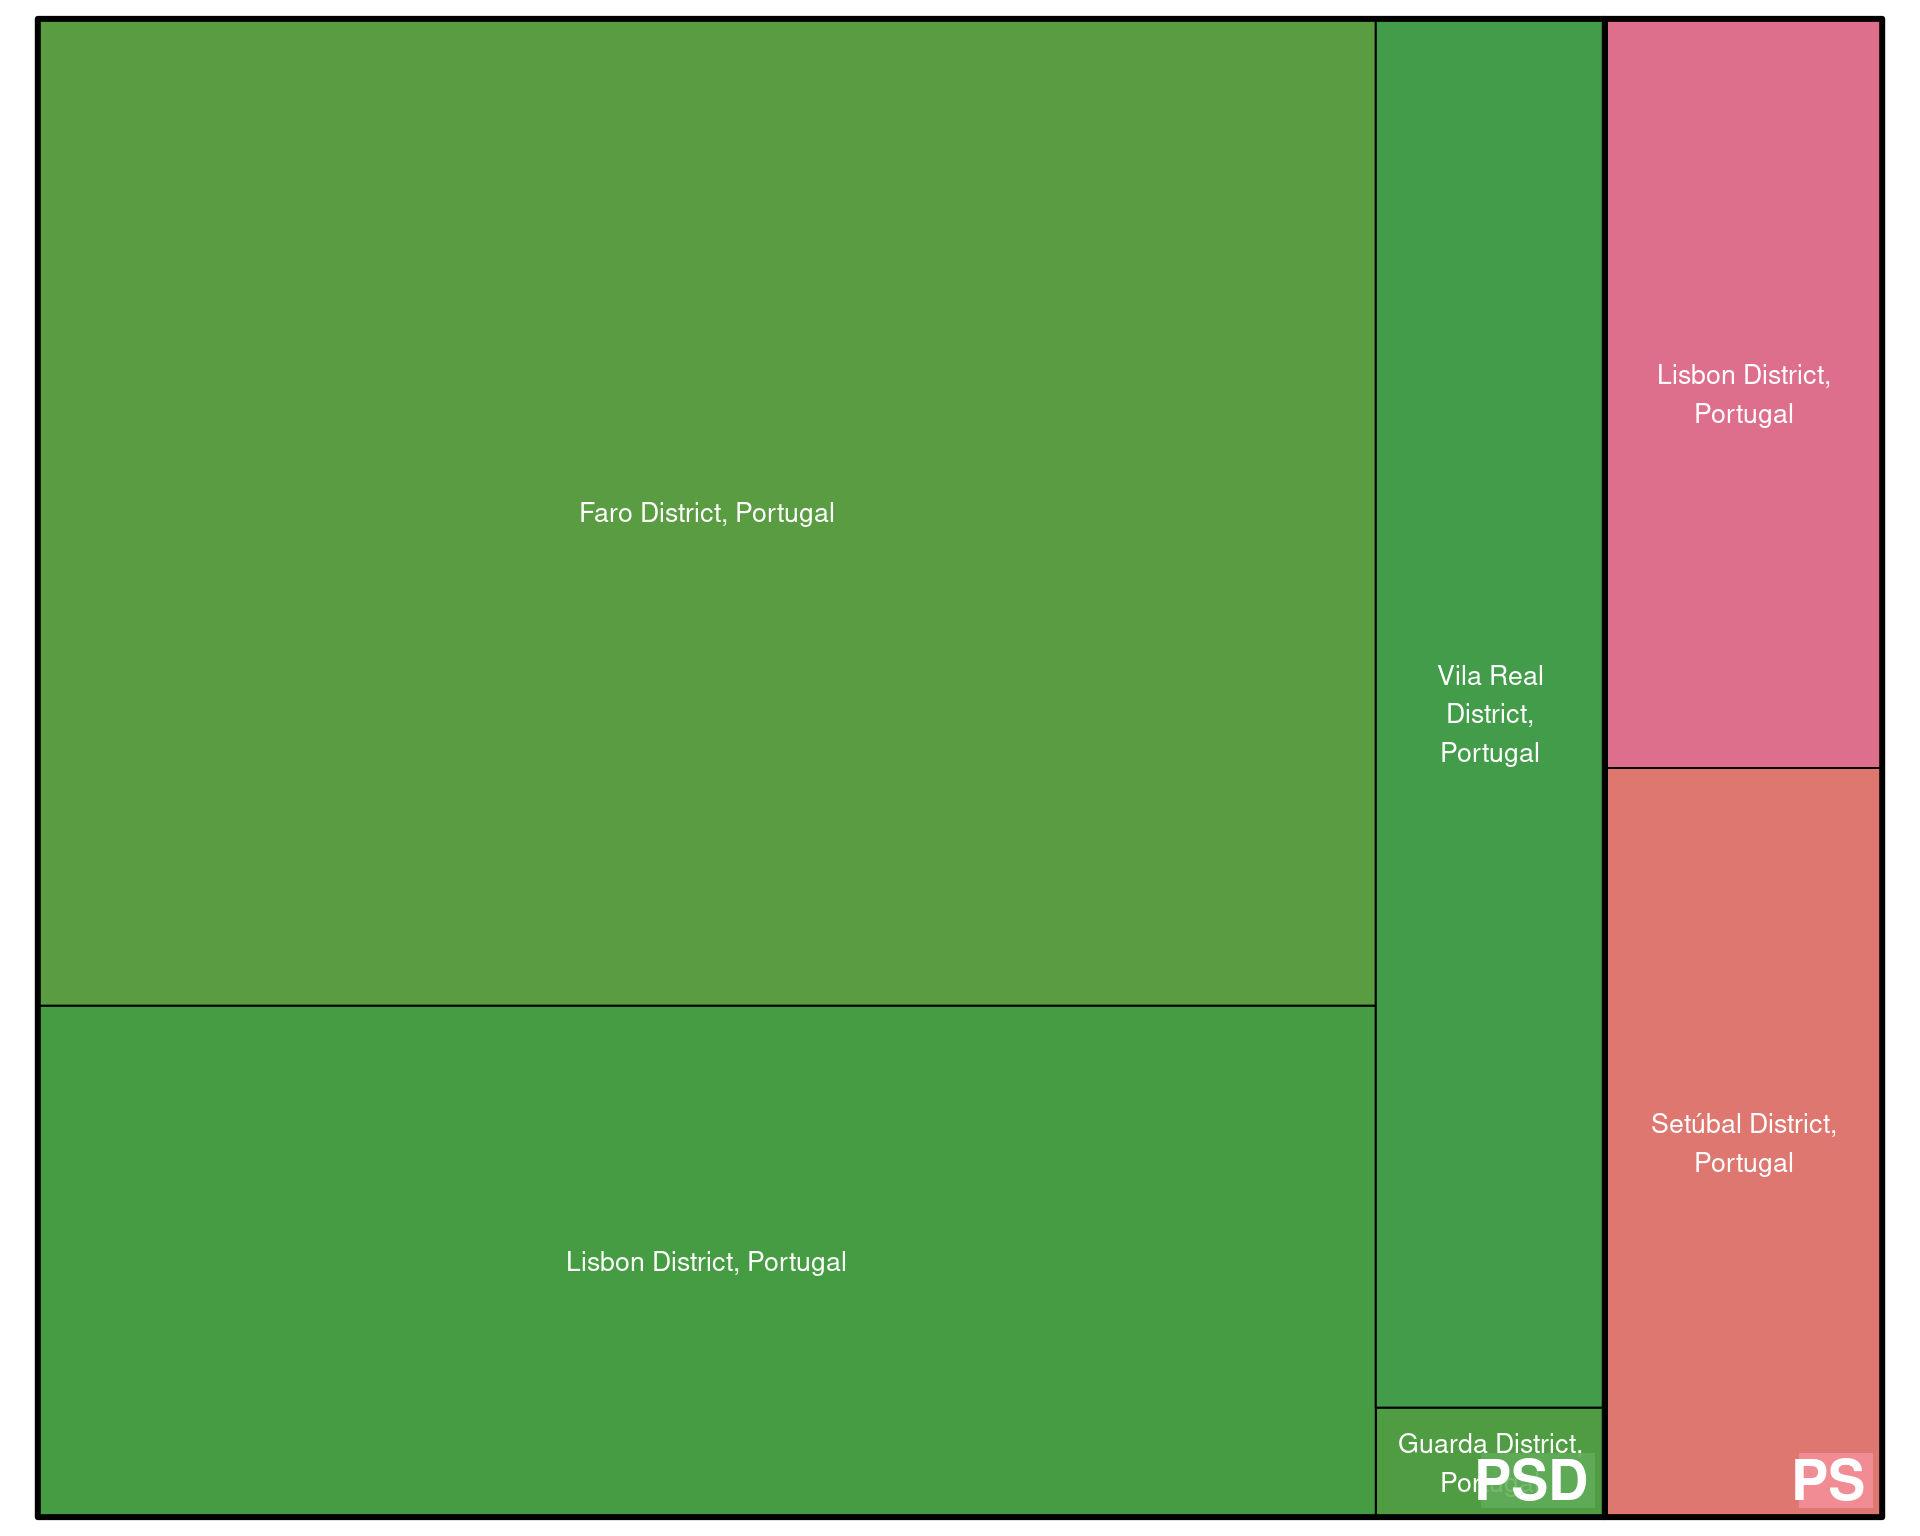 Faro District, Portugal
Lisbon District, Portugal
Vila Real
District,
Portugal
Guarda District,
Portugal
PSD
Lisbon District,
Portugal
Setúbal District,
Portugal
PS